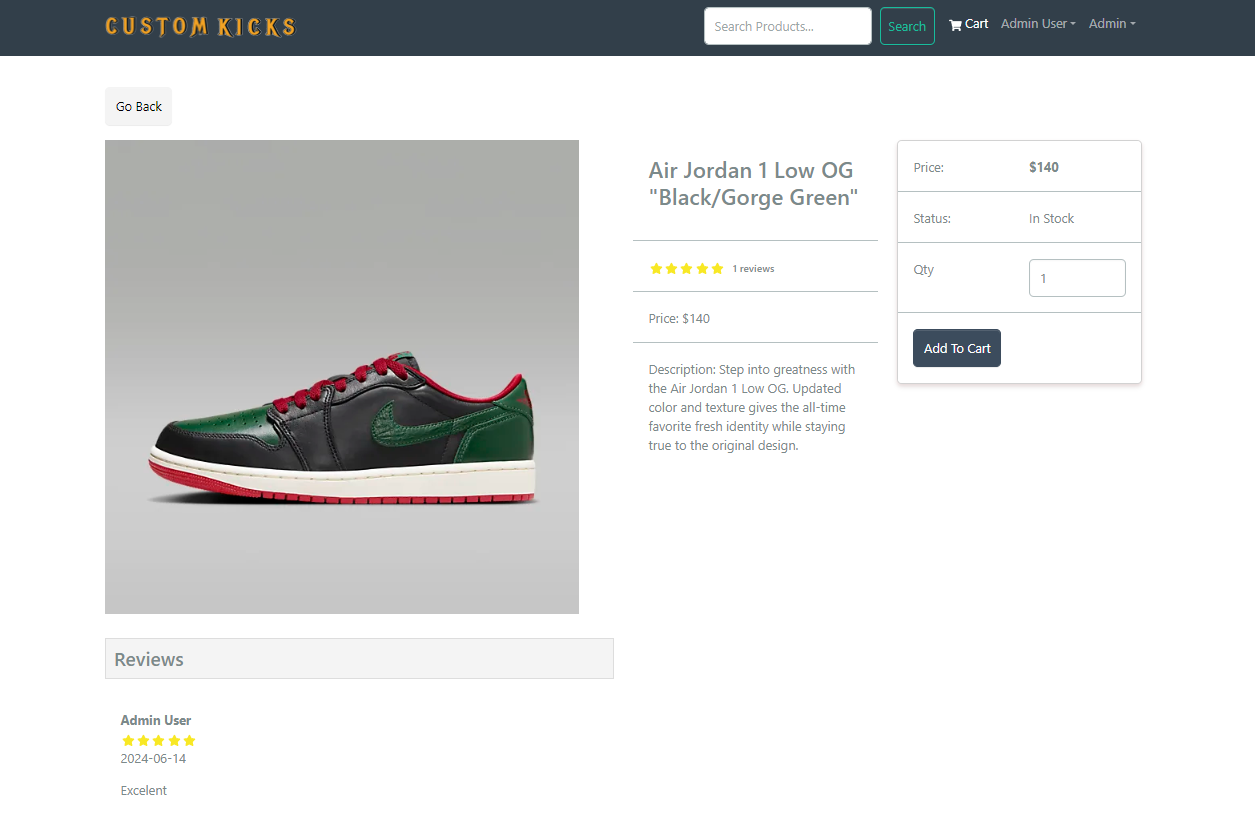 CUSTOM KICKS
Search Products...
Search
Cart
Admin User
Admin
Go Back
Air Jordan 1 Low OG
"Black/Gorge Green"
1 reviews
Price: $140
Description: Step into greatness with
the Air Jordan 1 Low OG. Updated
color and texture gives the all-time
favorite fresh identity while staying
true to the original design.
Price: $140
Status: In Stock
Qty 1
Add To Cart
Reviews
Admin User
2024-06-14
Excelent